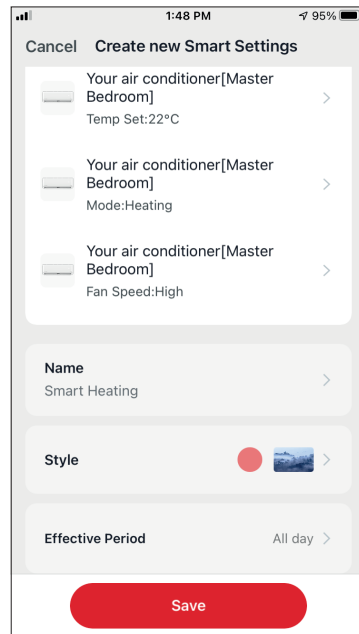 1:48 PM
95%
Cancel Create new Smart Settings
Your air conditioner[Master
Bedroom]
Temp Set:22°C
Your air conditioner[Master
Bedroom]
Mode:Heating
Your air conditioner[Master
Bedroom]
Fan Speed:High
Name
Smart Heating
Style
Effective Period
All day
Save